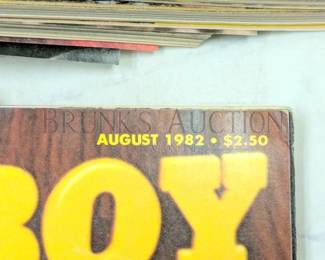 BRUNK'S AUCTION
AUGUST 1982 • $2.50
BOY